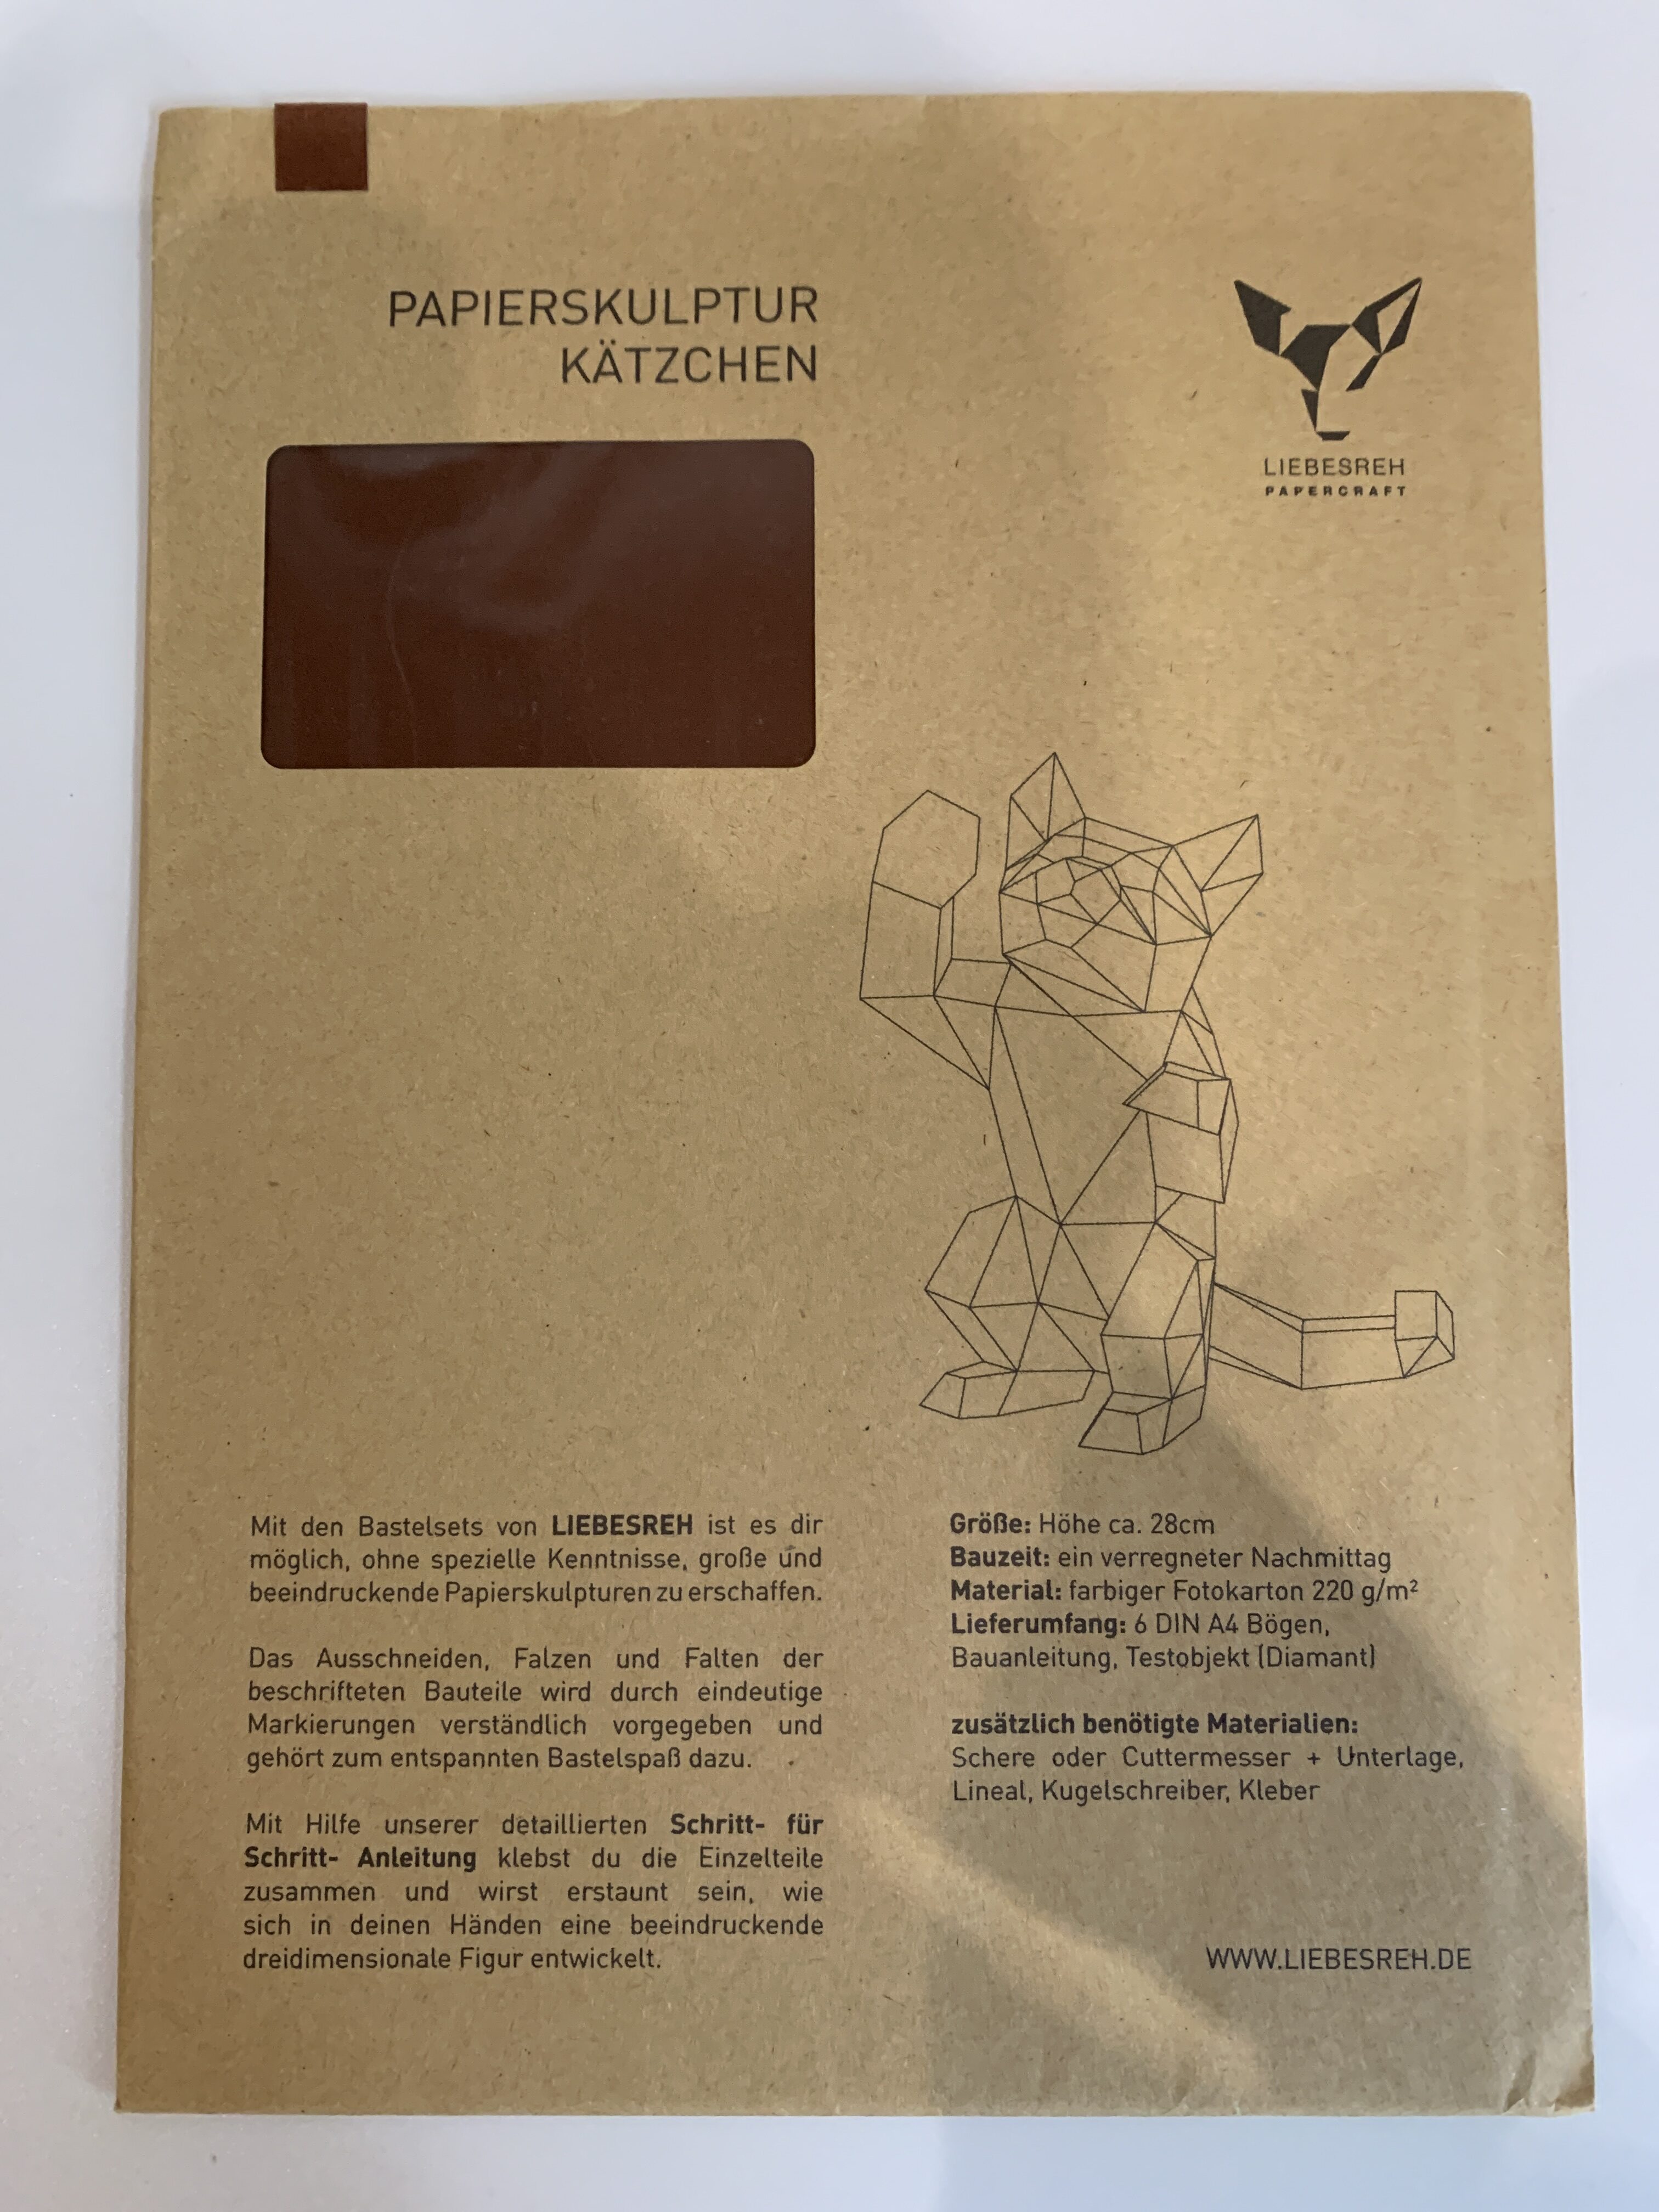 PAPIERSKULPTUR
KÄTZCHEN
LIEBESREH
PAPERCRAFT
Mit den Bastelsets von LIEBESREH ist es dir
möglich, ohne spezielle Kenntnisse, große und
beeindruckende Papierskulpturen zu erschaffen.
Das Ausschneiden, Falzen und Falten der
beschrifteten Bauteile wird durch eindeutige
Markierungen verständlich vorgegeben und
gehört zum entspannten Bastelspaß dazu.
Mit Hilfe unserer detaillierten Schritt- für
Schritt- Anleitung klebst du die Einzelteile
zusammen und wirst erstaunt sein, wie
sich in deinen Händen eine beeindruckende
dreidimensionale Figur entwickelt.
Größe: Höhe ca. 28cm
Bauzeit: ein verregneter Nachmittag
Material: farbiger Fotokarton 220 g/m²
Lieferumfang: 6 DIN A4 Bögen,
Bauanleitung, Testobjekt (Diamant)
zusätzlich benötigte Materialien:
Schere oder Cuttermesser + Unterlage,
Lineal, Kugelschreiber, Kleber
WWW.LIEBESREH.DE